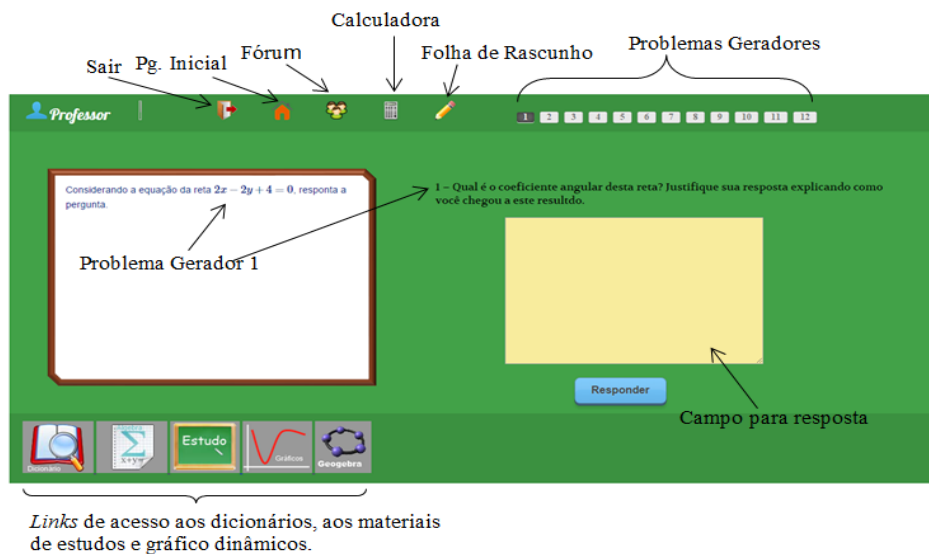 Calculadora
Fórum
Folha de Rascunho
Problemas Geradores
Pg. Inicial
Sair
Professor
1 2 3 4 5 6 7 8 9 10 11 12
Considerando a equação da reta 2x − 2y + 4 = 0, responta a
pergunta.
1 – Qual é o coeficiente angular desta reta? Justifique sua resposta explicando como
você chegou a este resultdo.
Problema Gerador 1
Responder
Campo para resposta
Dicionário
Σ
x+y=
Estudo
Gráficos
Geogebra
Links de acesso aos dicionários, aos materiais
de estudos e gráfico dinâmicos.